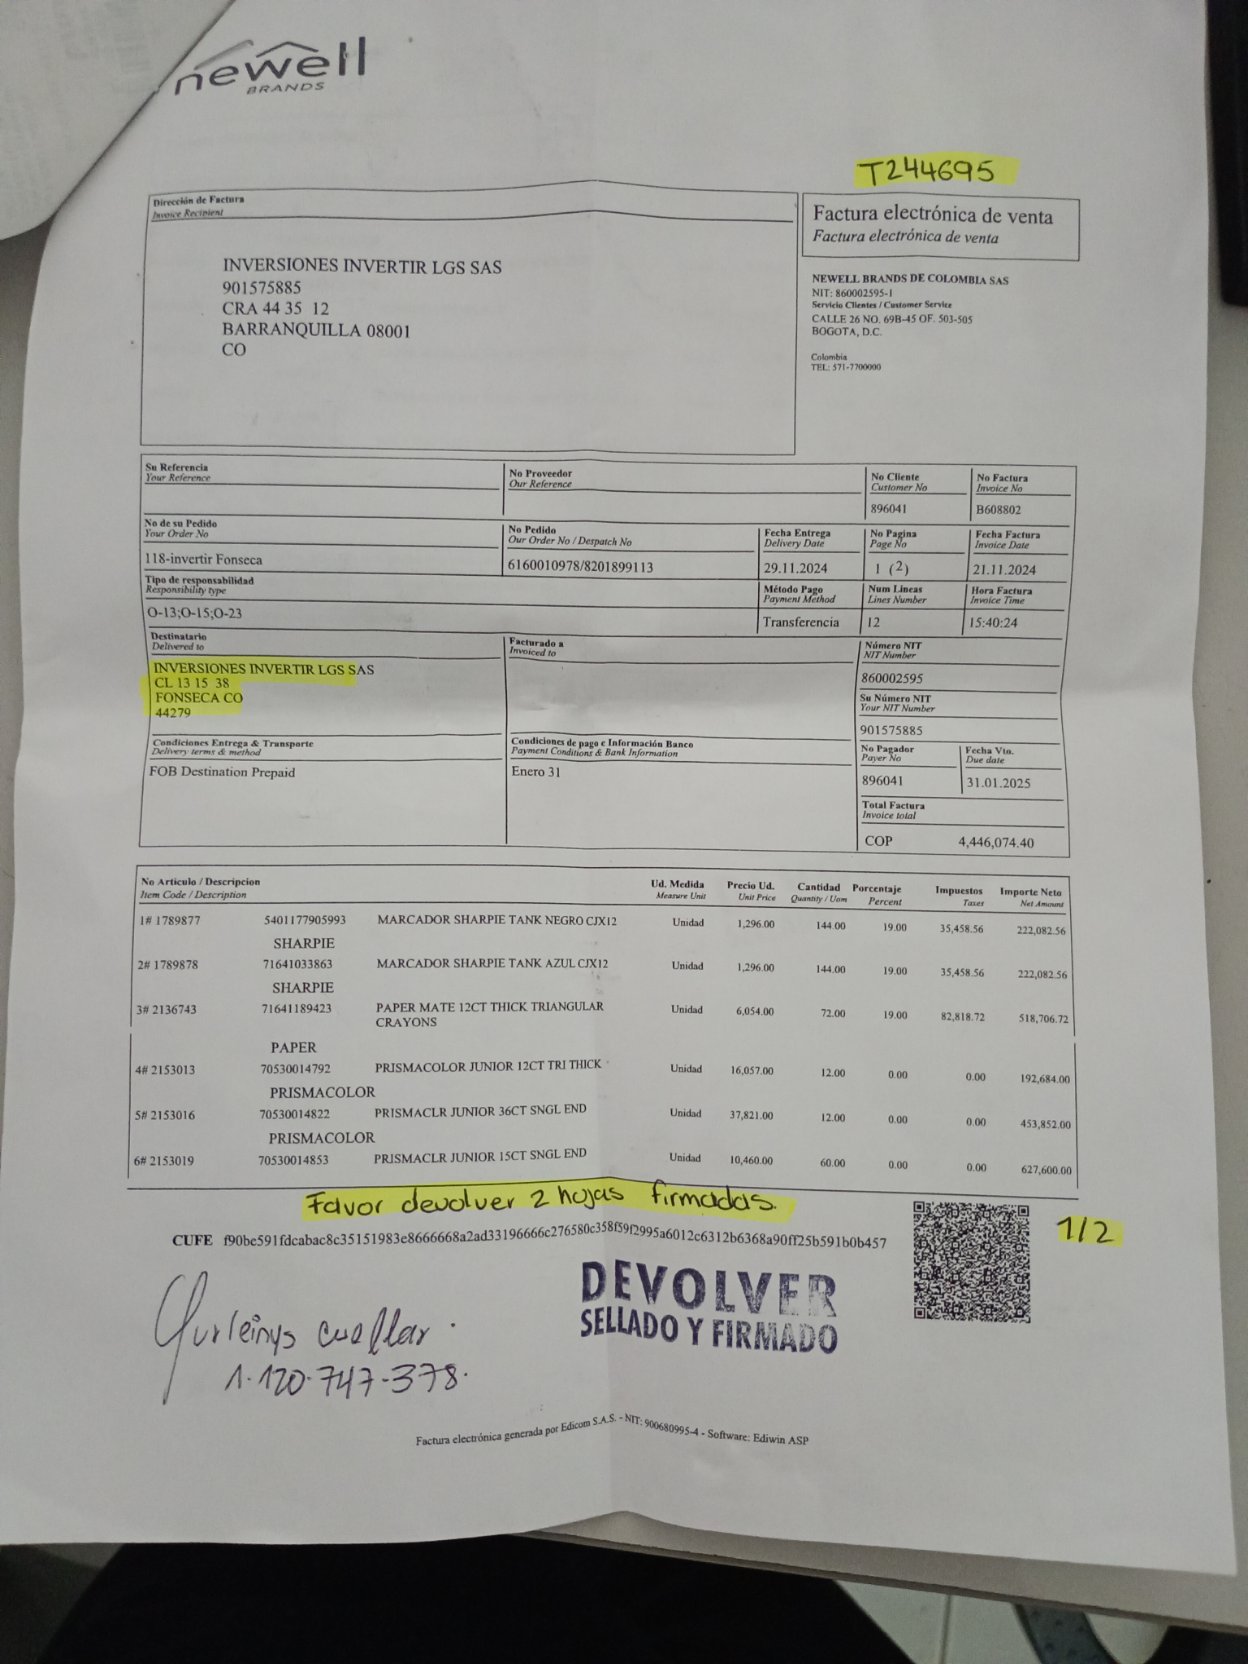 newell
BRANDS
T244695
Dirección de Factura
Invoice Recipient
INVERSIONES INVERTIR LGS SAS
901575885
CRA 44 35 12
BARRANQUILLA 08001
CO
Factura electrónica de venta
Factura electrónica de venta
NEWELL BRANDS DE COLOMBIA SAS
NIT: 860002595-1
Servicio Clientes / Customer Service
CALLE 26 NO. 69B-45 OF. 503-505
BOGOTA, D.C.
Colombia
TEL: 571-7700000
Su Referencia
Your Reference
No Proveedor
Our Reference
No Cliente
Customer No
896041
No Factura
Invoice No
B608802
No de su Pedido
Your Order No
118-invertir Fonseca
No Pedido
Our Order No / Despatch No
6160010978/8201899113
Fecha Entrega
Delivery Date
29.11.2024
No Pagina
Page No
1 (2)
Fecha Factura
Invoice Date
21.11.2024
Tipo de responsabilidad
Responsibility type
O-13;O-15;O-23
Método Pago
Payment Method
Transferencia
Num Lineas
Lines Number
12
Hora Factura
Invoice Time
15:40:24
Destinatario
Delivered to
INVERSIONES INVERTIR LGS SAS
CL 13 15 38
FONSECA CO
44279
Facturado a
Invoiced to
Número NIT
NIT Number
860002595
Su Número NIT
Your NIT Number
901575885
Condiciones Entrega & Transporte
Delivery terms & method
FOB Destination Prepaid
Condiciones de pago e Información Banco
Payment Conditions & Bank Information
Enero 31
No Pagador
Payer No
896041
Fecha Vto.
Due date
31.01.2025
Total Factura
Invoice total
COP 4,446,074.40
No Articulo / Descripcion Ud. Medida Precio Ud. Cantidad Porcentaje Impuestos Importe Neto
Item Code / Description Measure Unit Unit Price Quantity / Uom Percent Taxes Net Amount
1# 1789877 5401177905993 MARCADOR SHARPIE TANK NEGRO CJX12 Unidad 1,296.00 144.00 19.00 35,458.56 222,082.56
SHARPIE
2# 1789878 71641033863 MARCADOR SHARPIE TANK AZUL CJX12 Unidad 1,296.00 144.00 19.00 35,458.56 222,082.56
SHARPIE
3# 2136743 71641189423 PAPER MATE 12CT THICK TRIANGULAR Unidad 6,054.00 72.00 19.00 82,818.72 518,706.72
CRAYONS
PAPER
4# 2153013 70530014792 PRISMACOLOR JUNIOR 12CT TRI THICK Unidad 16,057.00 12.00 0.00 0.00 192,684.00
PRISMACOLOR
5# 2153016 70530014822 PRISMACLR JUNIOR 36CT SNGL END Unidad 37,821.00 12.00 0.00 0.00 453,852.00
PRISMACOLOR
6# 2153019 70530014853 PRISMACLR JUNIOR 15CT SNGL END Unidad 10,460.00 60.00 0.00 0.00 627,600.00
Favor devolver 2 hojas firmadas.
1/2
CUFE f90be591fdcabac8c35151983e8666668a2ad33196666c276580c358f59f2995a6012c6312b6368a90ff25b591b0b457
DEVOLVER
SELLADO Y FIRMADO
Yurleinys cuellar.
1.120.747.378.
Factura electrónica generada por Edicom S.A.S. - NIT: 900680995-4 - Software: Ediwin ASP